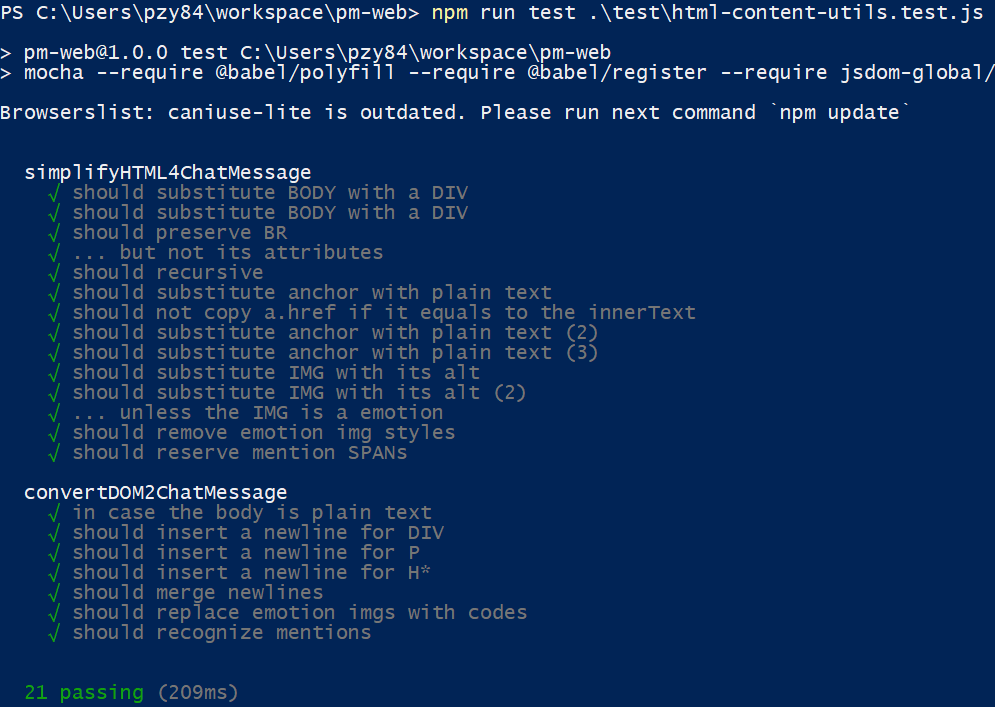 PS C:\Users\pzy84\workspace\pm-web> npm run test .\test\html-content-utils.test.js
> pm-web@1.0.0 test C:\Users\pzy84\workspace\pm-web
> mocha --require @babel/polyfill --require @babel/register --require jsdom-global/
Browserslist: caniuse-lite is outdated. Please run next command `npm update`
simplifyHTML4ChatMessage
√ should substitute BODY with a DIV
√ should substitute BODY with a DIV
√ should preserve BR
√ ... but not its attributes
√ should recursive
√ should substitute anchor with plain text
√ should not copy a.href if it equals to the innerText
√ should substitute anchor with plain text (2)
√ should substitute anchor with plain text (3)
√ should substitute IMG with its alt
√ should substitute IMG with its alt (2)
√ ... unless the IMG is a emotion
√ should remove emotion img styles
√ should reserve mention SPANs
convertDOM2ChatMessage
√ in case the body is plain text
√ should insert a newline for DIV
√ should insert a newline for P
√ should insert a newline for H*
√ should merge newlines
√ should replace emotion imgs with codes
√ should recognize mentions
21 passing (209ms)